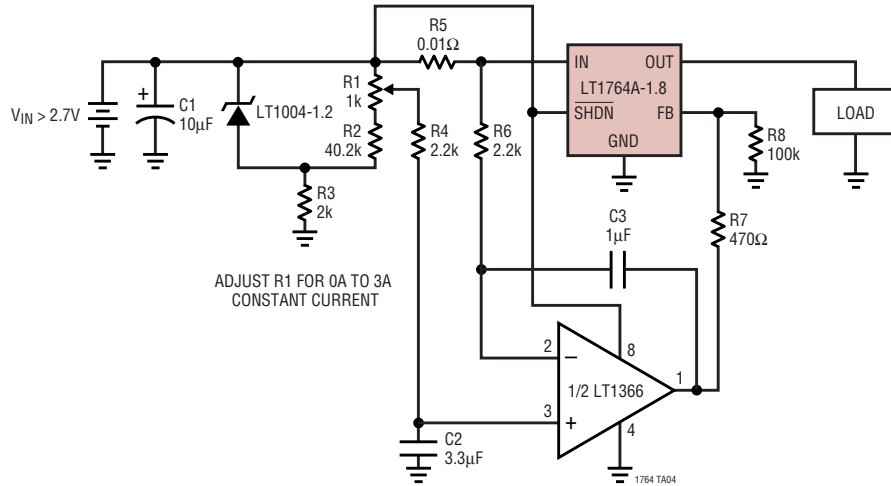 R5
0.01Ω
IN
OUT
LT1764A-1.8
SHDN
FB
GND
R1
1k
LT1004-1.2
+
C1
10µF
VIN > 2.7V
R2
40.2k
R4
2.2k
R6
2.2k
R8
100k
LOAD
R3
2k
C3
1µF
R7
470Ω
ADJUST R1 FOR 0A TO 3A
CONSTANT CURRENT
2
–
8
1/2 LT1366
1
3
+
4
C2
3.3µF
1764 TA04